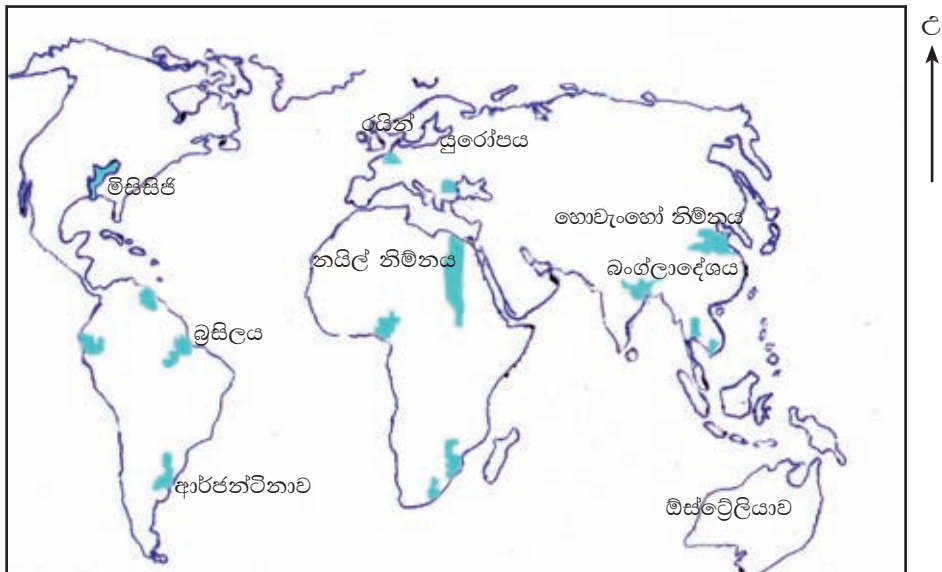 උ
රයින්
යුරෝපය
මිසිසිජි
හොවැංහෝ නිම්නය
නයිල් නිම්නය
බංග්ලාදේශය
බ්‍රසිලය
ආර්ජන්ටිනාව
ඕස්ට්‍රේලියාව